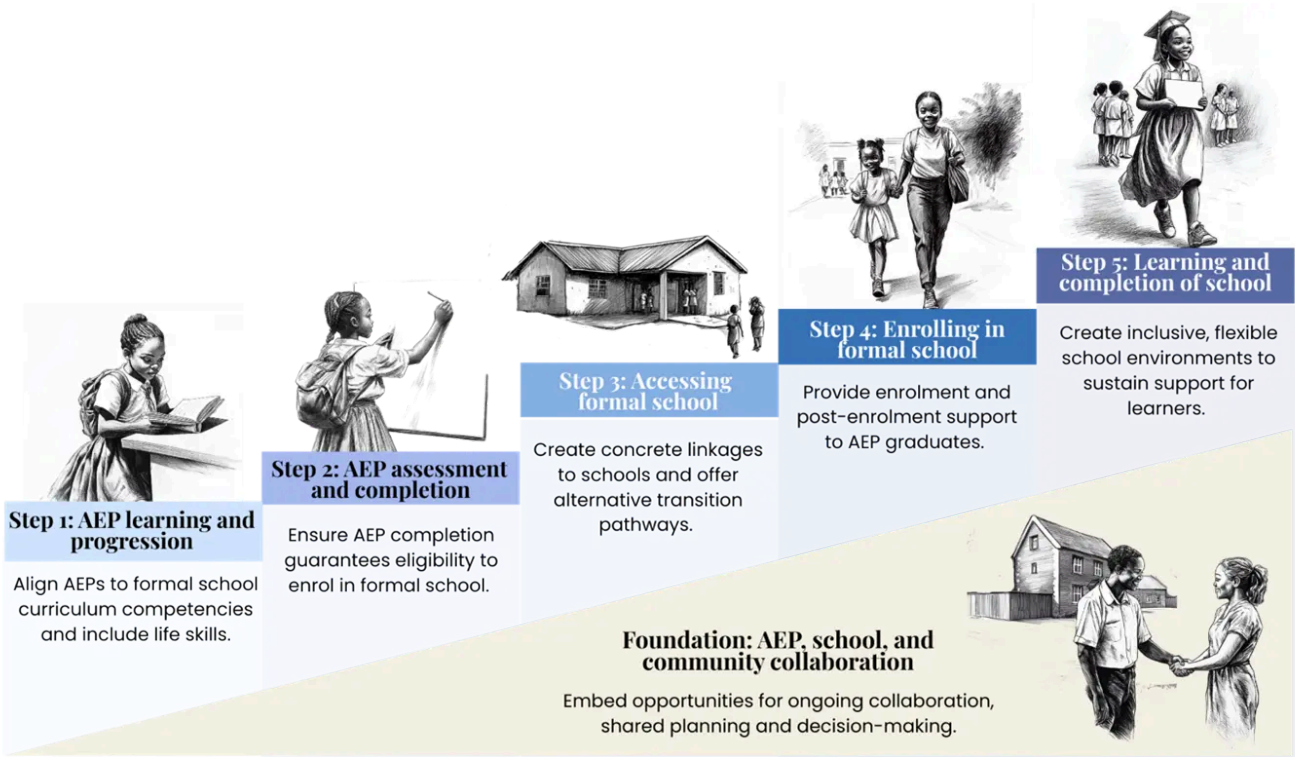 Step 1: AEP learning and
progression
Align AEPs to formal school
curriculum competencies
and include life skills.
Step 2: AEP assessment
and completion
Ensure AEP completion
guarantees eligibility to
enrol in formal school.
Step 3: Accessing
formal school
Create concrete linkages
to schools and offer
alternative transition
pathways.
Step 4: Enrolling in
formal school
Provide enrolment and
post-enrolment support
to AEP graduates.
Step 5: Learning and
completion of school
Create inclusive, flexible
school environments to
sustain support for
learners.
Foundation: AEP, school, and
community collaboration
Embed opportunities for ongoing collaboration,
shared planning and decision-making.